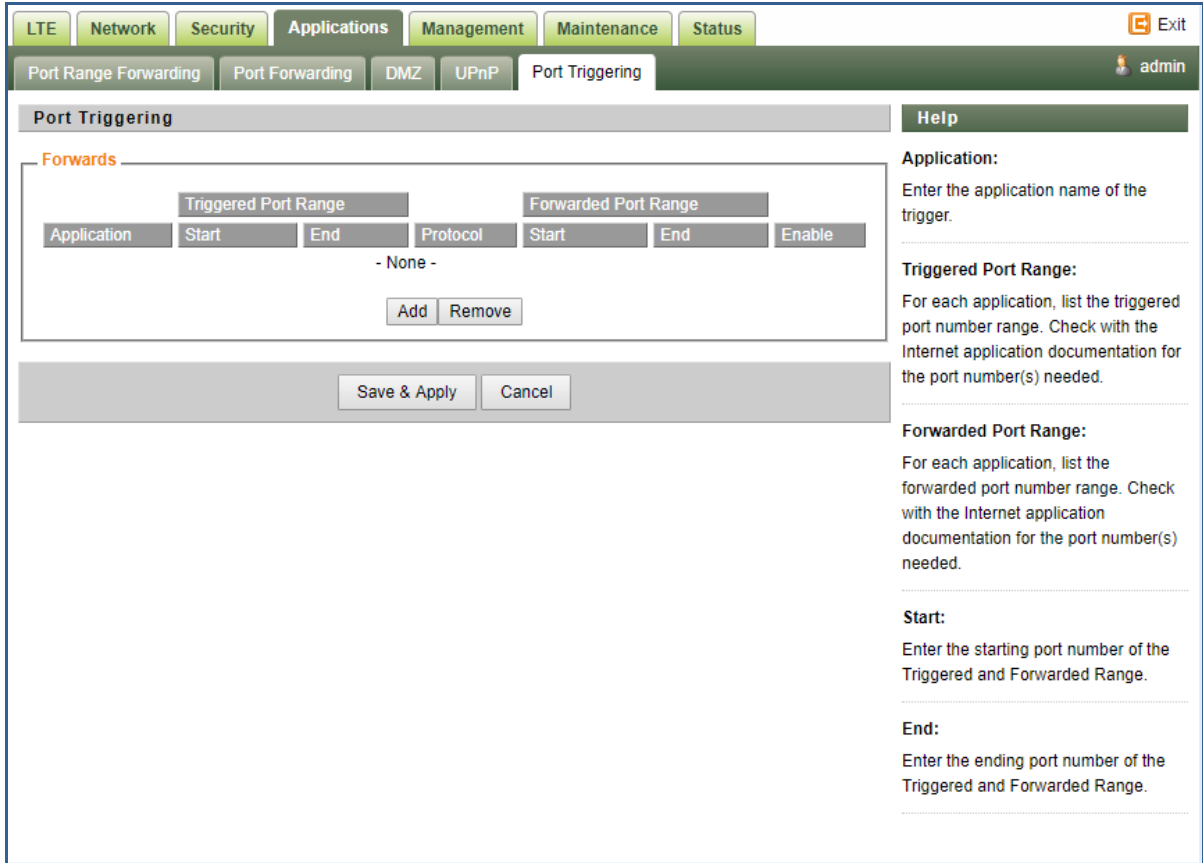 LTE Network Security Applications Management Maintenance Status Exit
Port Range Forwarding Port Forwarding DMZ UPnP Port Triggering admin
Port Triggering
Forwards
Triggered Port Range Forwarded Port Range
Application Start End Protocol Start End Enable
- None -
Add Remove
Save & Apply Cancel
Help
Application:
Enter the application name of the
trigger.
Triggered Port Range:
For each application, list the triggered
port number range. Check with the
Internet application documentation for
the port number(s) needed.
Forwarded Port Range:
For each application, list the
forwarded port number range. Check
with the Internet application
documentation for the port number(s)
needed.
Start:
Enter the starting port number of the
Triggered and Forwarded Range.
End:
Enter the ending port number of the
Triggered and Forwarded Range.